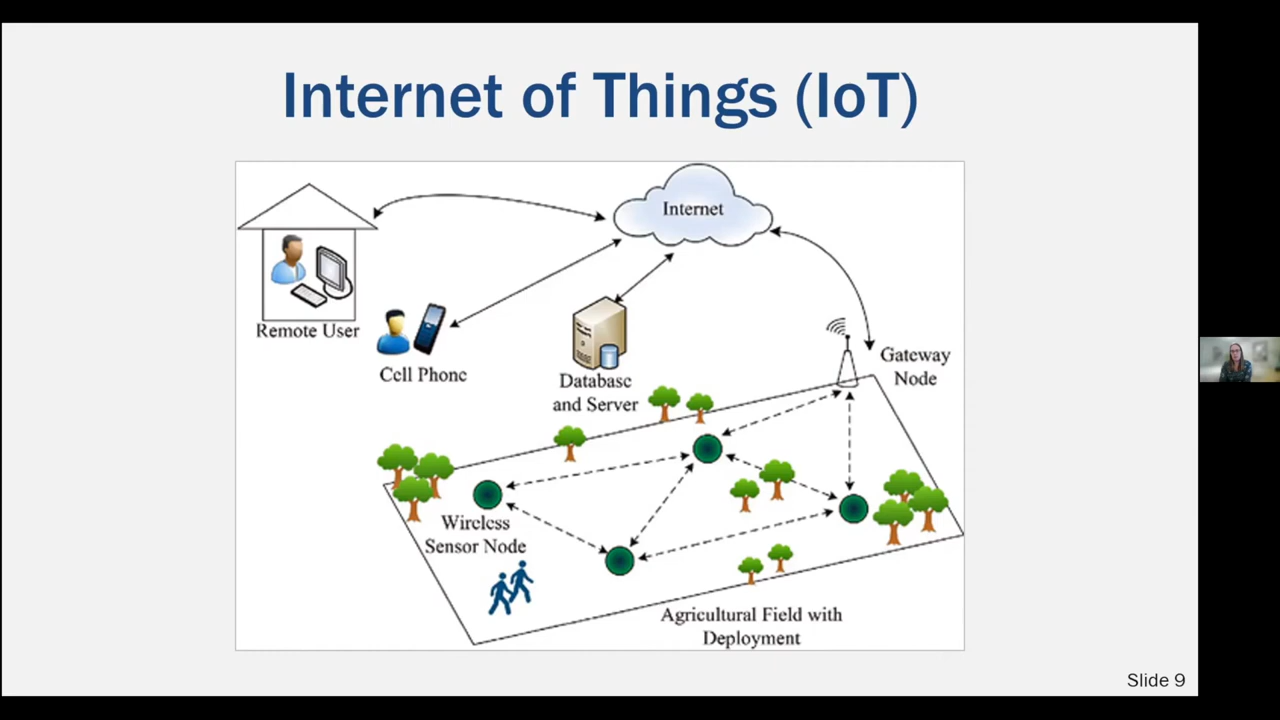 Internet of Things (IoT)
Internet
Remote User
Cell Phone
Database
and Server
Gateway
Node
Wireless
Sensor Node
Agricultural Field with
Deployment
Slide 9